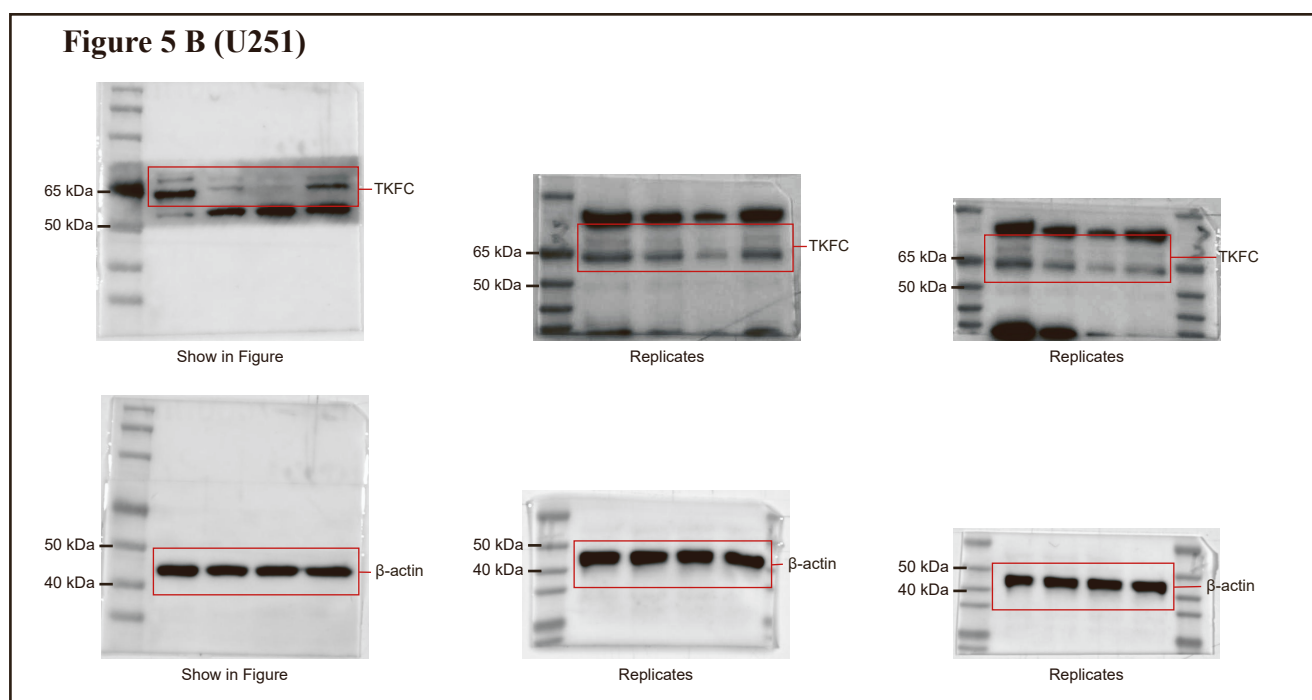 Figure 5 B (U251)
65 kDa
50 kDa
TKFC
Show in Figure
65 kDa
50 kDa
TKFC
Replicates
65 kDa
50 kDa
TKFC
Replicates
50 kDa
40 kDa
β-actin
Show in Figure
50 kDa
40 kDa
β-actin
Replicates
50 kDa
40 kDa
β-actin
Replicates